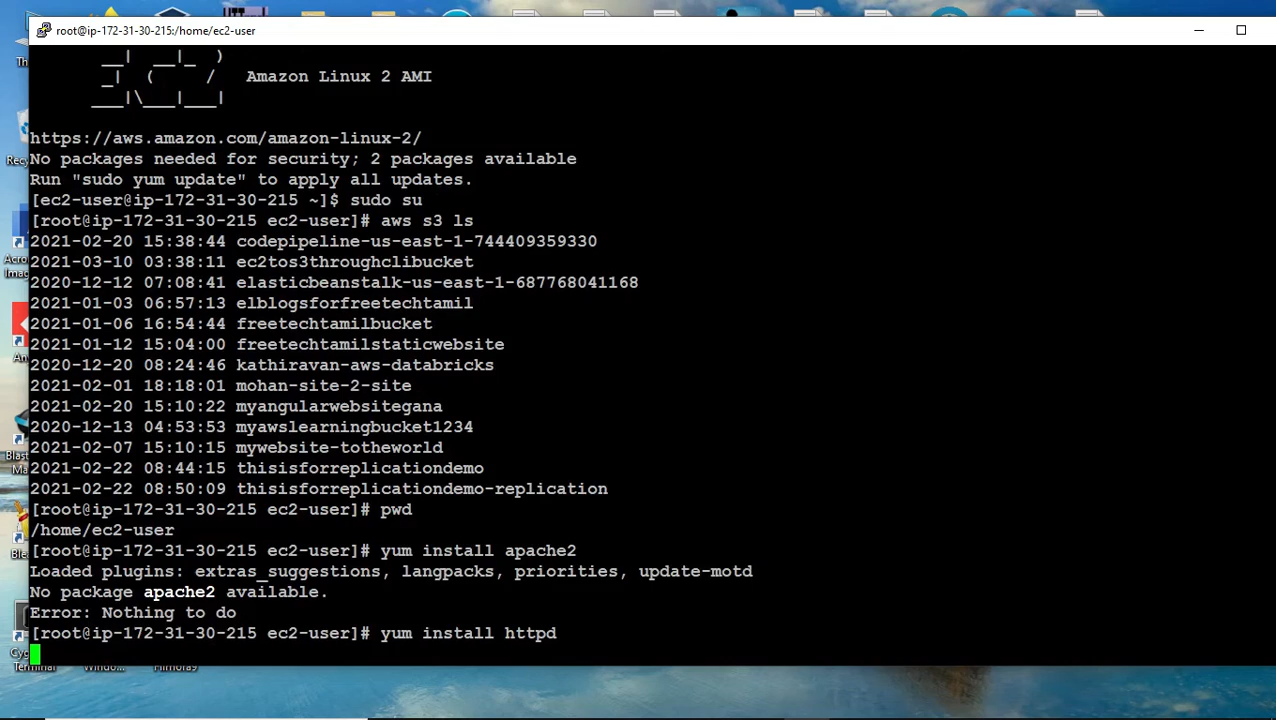 root@ip-172-31-30-215:/home/ec2-user
__|  __|_  )
_|  (     /   Amazon Linux 2 AMI
___|\___|___|
https://aws.amazon.com/amazon-linux-2/
No packages needed for security; 2 packages available
Run "sudo yum update" to apply all updates.
[ec2-user@ip-172-31-30-215 ~]$ sudo su
[root@ip-172-31-30-215 ec2-user]# aws s3 ls
2021-02-20 15:38:44 codepipeline-us-east-1-744409359330
2021-03-10 03:38:11 ec2tos3throughclibucket
2020-12-12 07:08:41 elasticbeanstalk-us-east-1-687768041168
2021-01-03 06:57:13 elblogsforfreetechtamil
2021-01-06 16:54:44 freetechtamilbucket
2021-01-12 15:04:00 freetechtamilstaticwebsite
2020-12-20 08:24:46 kathiravan-aws-databricks
2021-02-01 18:18:01 mohan-site-2-site
2021-02-20 15:10:22 myangularwebsitegana
2020-12-13 04:53:53 myawslearningbucket1234
2021-02-07 15:10:15 mywebsite-totheworld
2021-02-22 08:44:15 thisisforreplicationdemo
2021-02-22 08:50:09 thisisforreplicationdemo-replication
[root@ip-172-31-30-215 ec2-user]# pwd
/home/ec2-user
[root@ip-172-31-30-215 ec2-user]# yum install apache2
Loaded plugins: extras_suggestions, langpacks, priorities, update-motd
No package apache2 available.
Error: Nothing to do
[root@ip-172-31-30-215 ec2-user]# yum install httpd
Terminal
Windo...